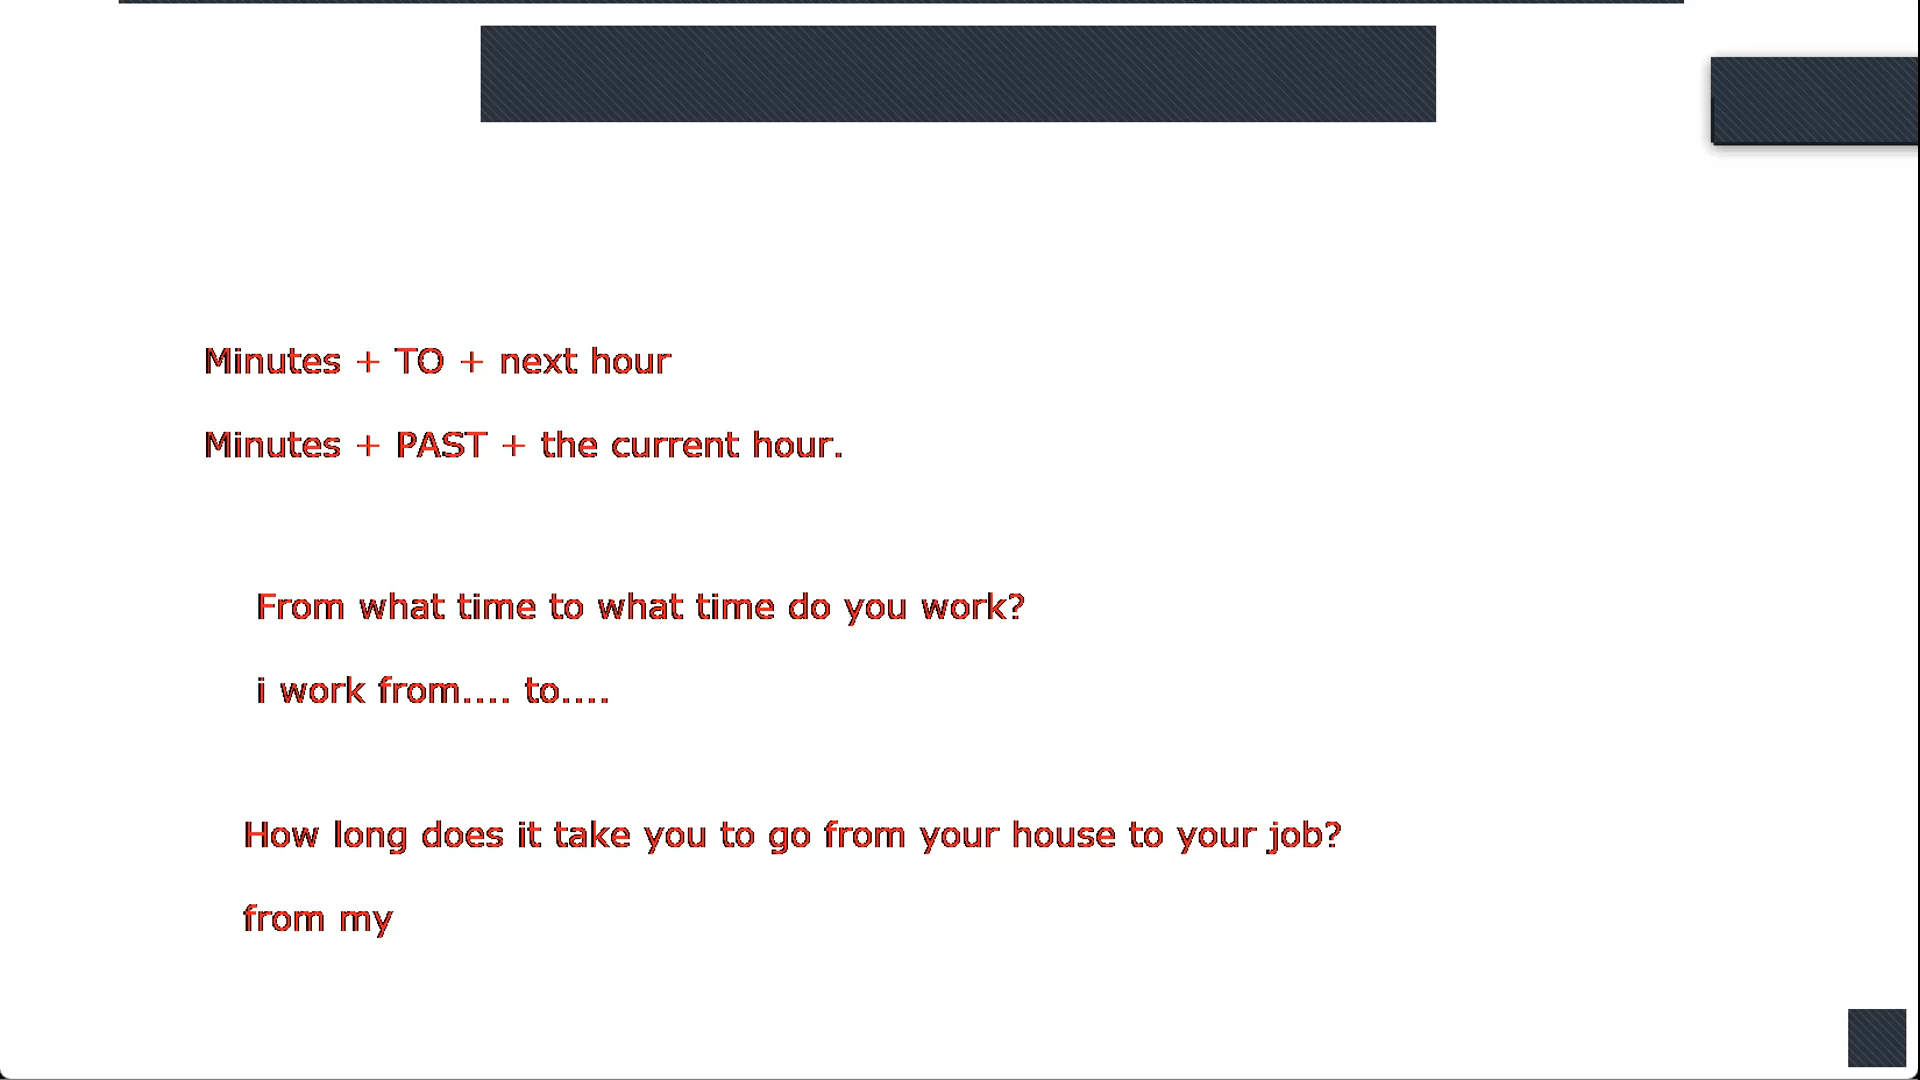 Minutes + TO + next hour
Minutes + PAST + the current hour.
From what time to what time do you work?
i work from.... to....
How long does it take you to go from your house to your job?
from my